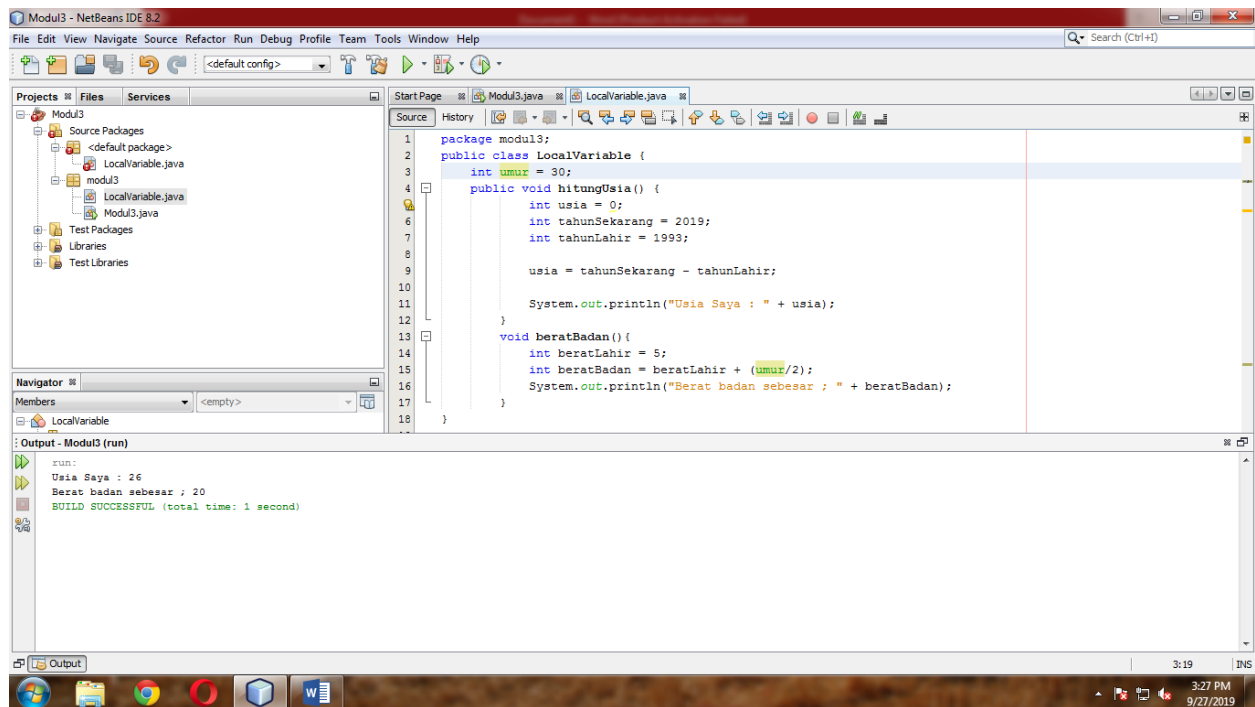 Modul3 - NetBeans IDE 8.2
File Edit View Navigate Source Refactor Run Debug Profile Team Tools Window Help
Search (Ctrl+I)
<default config>
Projects Files Services
Modul3
Source Packages
<default package>
LocalVariable.java
modul3
LocalVariable.java
Modul3.java
Test Packages
Libraries
Test Libraries
Navigator
Members <empty>
LocalVariable
Start Page Modul3.java LocalVariable.java
Source History
1 package modul3;
2 public class LocalVariable {
3 int umur = 30;
4 public void hitungUsia() {
int usia = 0;
6 int tahunSekarang = 2019;
7 int tahunLahir = 1993;
8
9 usia = tahunSekarang - tahunLahir;
10
11 System.out.println("Usia Saya : " + usia);
12 }
13 void beratBadan(){
14 int beratLahir = 5;
15 int beratBadan = beratLahir + (umur/2);
16 System.out.println("Berat badan sebesar ; " + beratBadan);
17 }
18 }
Output - Modul3 (run)
run:
Usia Saya : 26
Berat badan sebesar ; 20
BUILD SUCCESSFUL (total time: 1 second)
Output
3:19 INS
3:27 PM
9/27/2019